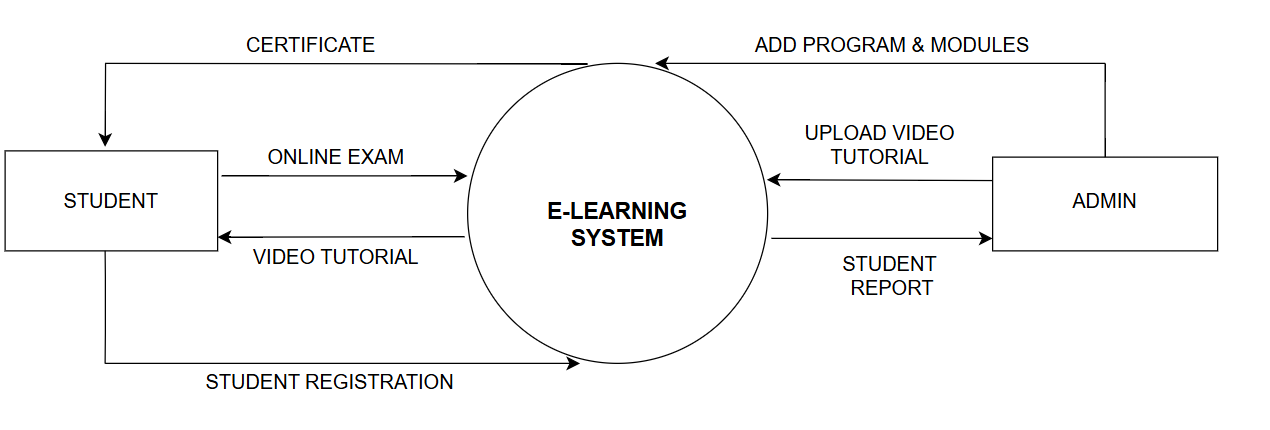 CERTIFICATE
ADD PROGRAM & MODULES
ONLINE EXAM
UPLOAD VIDEO
TUTORIAL
STUDENT
E-LEARNING
SYSTEM
ADMIN
VIDEO TUTORIAL
STUDENT
REPORT
STUDENT REGISTRATION